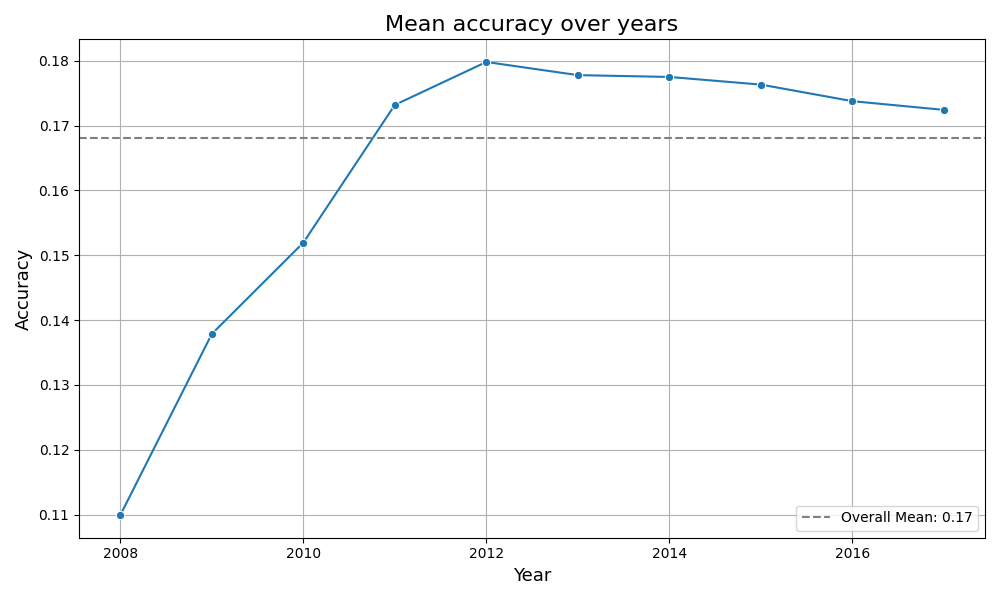 Mean accuracy over years
Accuracy
0.18
0.17
0.16
0.15
0.14
0.13
0.12
0.11
Overall Mean: 0.17
2008 2010 2012 2014 2016
Year